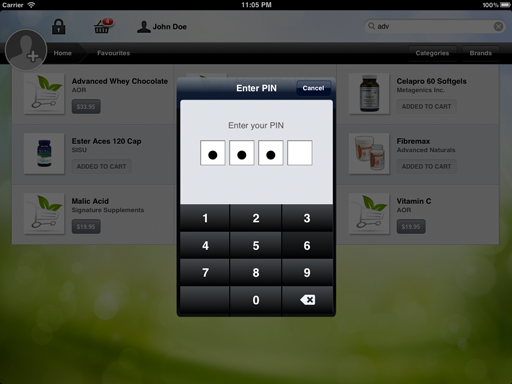 Carrier 11:05 PM 100%
4 John Doe adv
Home Favourites Categories Brands
Advanced Whey Chocolate
AOR
$33.95
Celapro 60 Softgels
Metagenics Inc.
ADDED TO CART
Ester Aces 120 Cap
SISU
ADDED TO CART
Fibremax
Advanced Naturals
ADDED TO CART
Malic Acid
Signature Supplements
$19.95
Vitamin C
AOR
$19.95
Enter PIN Cancel
Enter your PIN
1 2 3
4 5 6
7 8 9
0